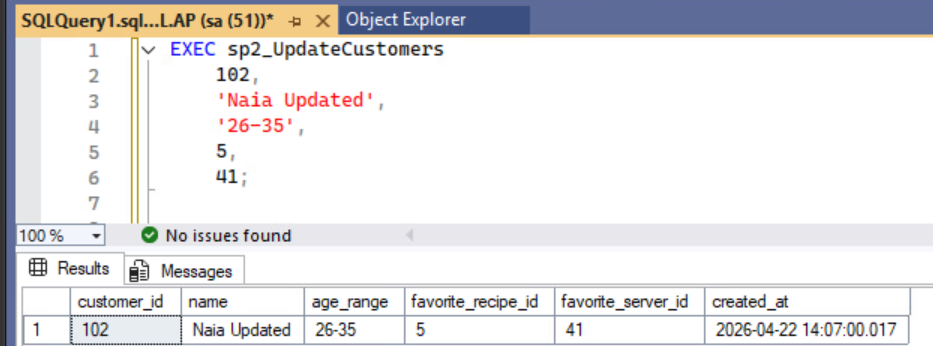 SQLQuery1.sql...L.AP (sa (51))* Object Explorer
1 EXEC sp2_UpdateCustomers
2 102,
3 'Naia Updated',
4 '26-35',
5 5,
6 41;
7
100 % No issues found
Results Messages
customer_id name age_range favorite_recipe_id favorite_server_id created_at
1 102 Naia Updated 26-35 5 41 2026-04-22 14:07:00.017